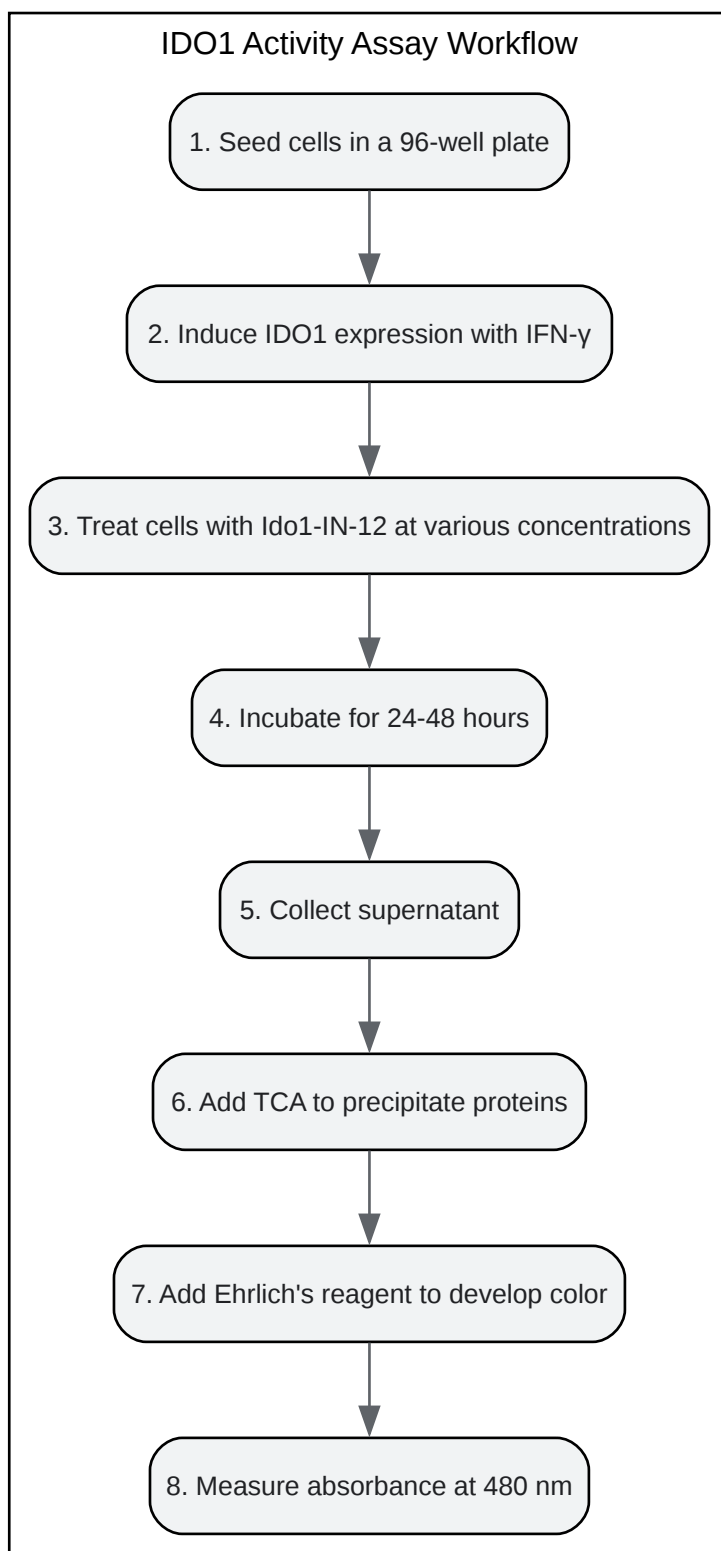 IDO1 Activity Assay Workflow
1. Seed cells in a 96-well plate
2. Induce IDO1 expression with IFN-γ
3. Treat cells with Ido1-IN-12 at various concentrations
4. Incubate for 24-48 hours
5. Collect supernatant
6. Add TCA to precipitate proteins
7. Add Ehrlich's reagent to develop color
8. Measure absorbance at 480 nm